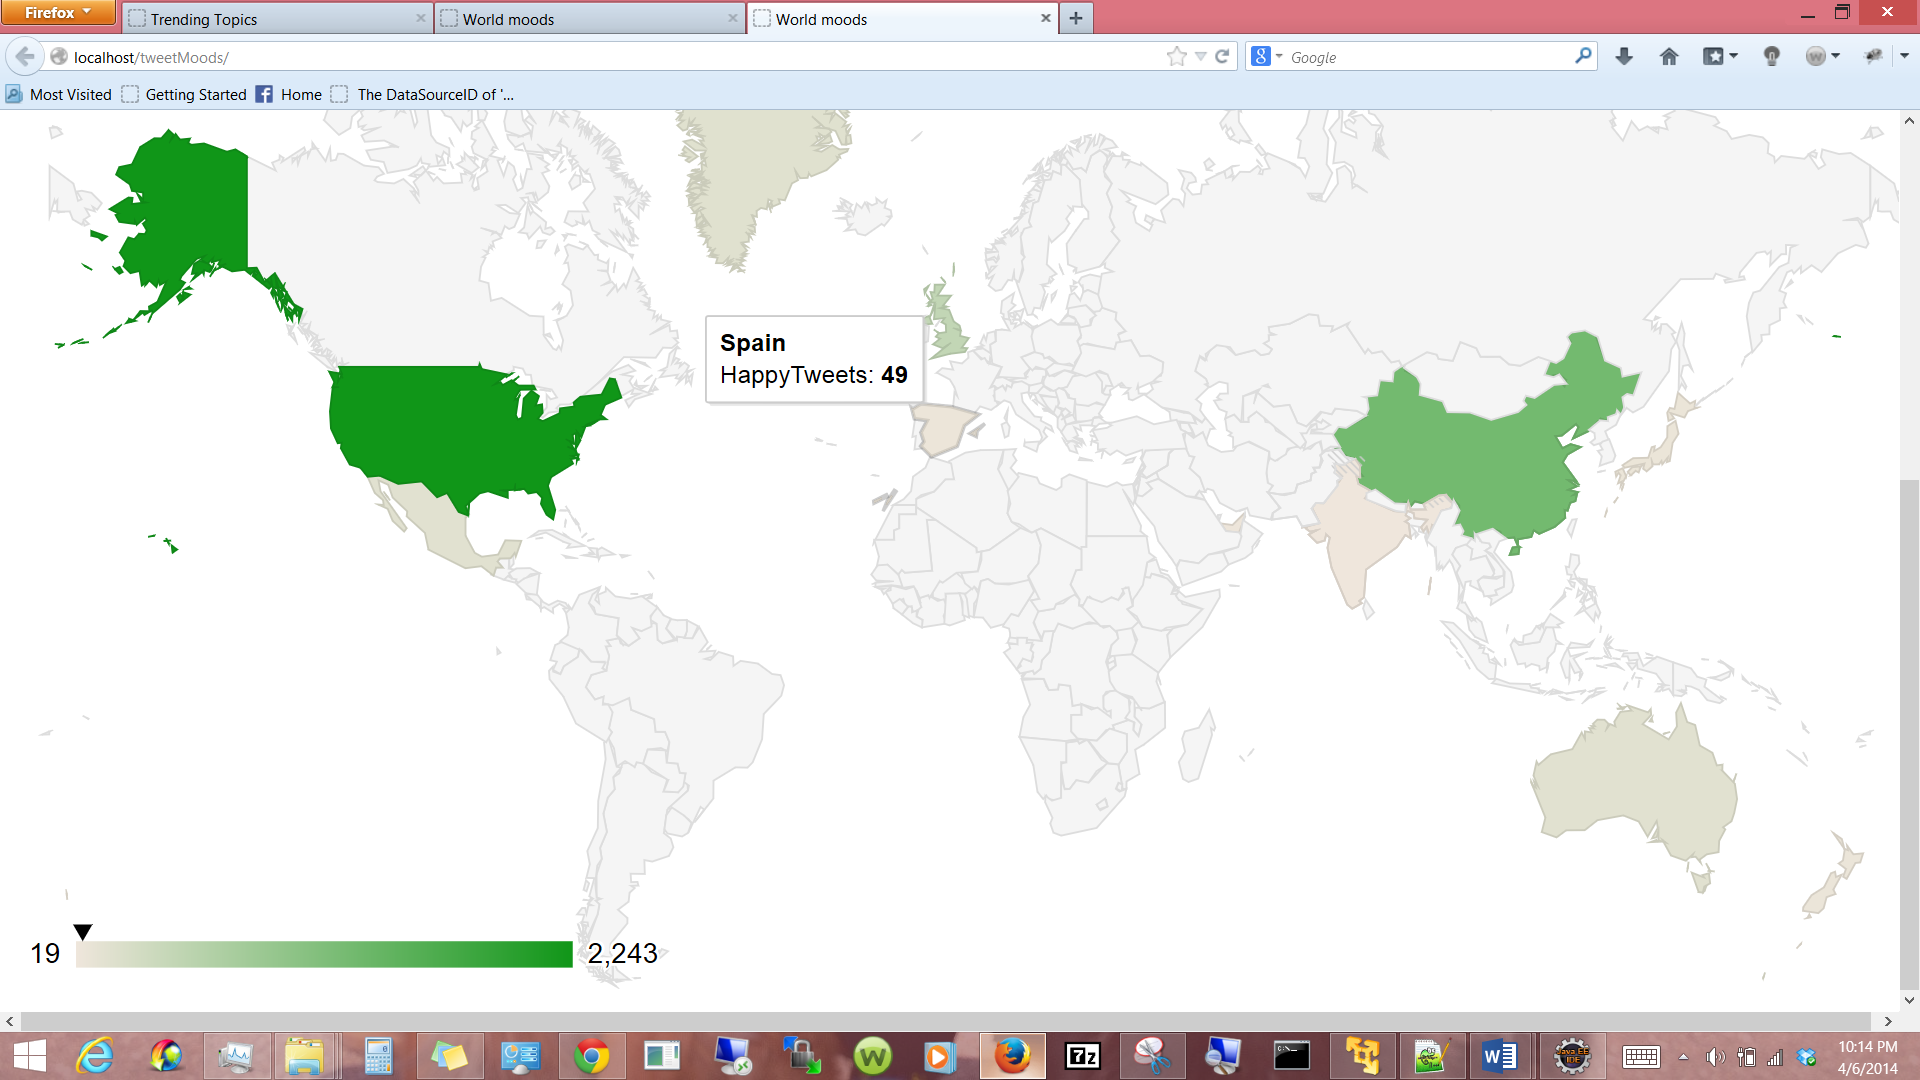 Firefox
Trending Topics
World moods
World moods
localhost/tweetMoods/
Google
Most Visited
Getting Started
Home
The DataSourceID of '...
Spain
HappyTweets: 49
19
2,243
10:14 PM
4/6/2014